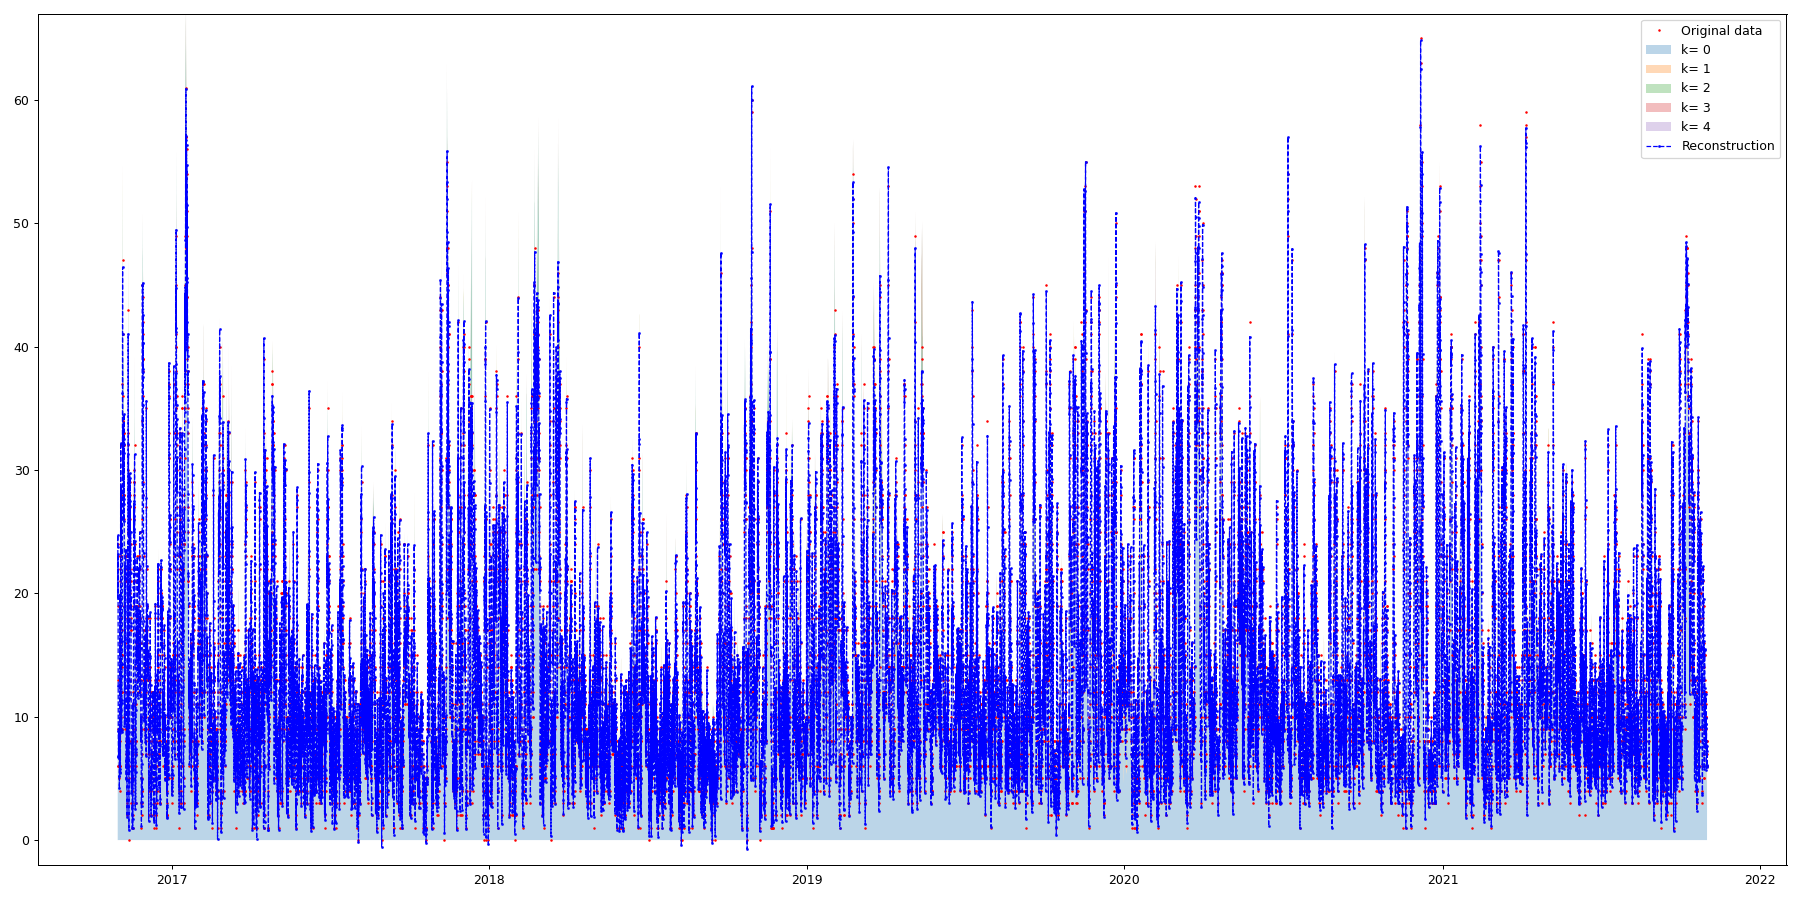 Original data
k= 0
k= 1
k= 2
k= 3
k= 4
Reconstruction
60
50
40
30
20
10
0
2017 2018 2019 2020 2021 2022